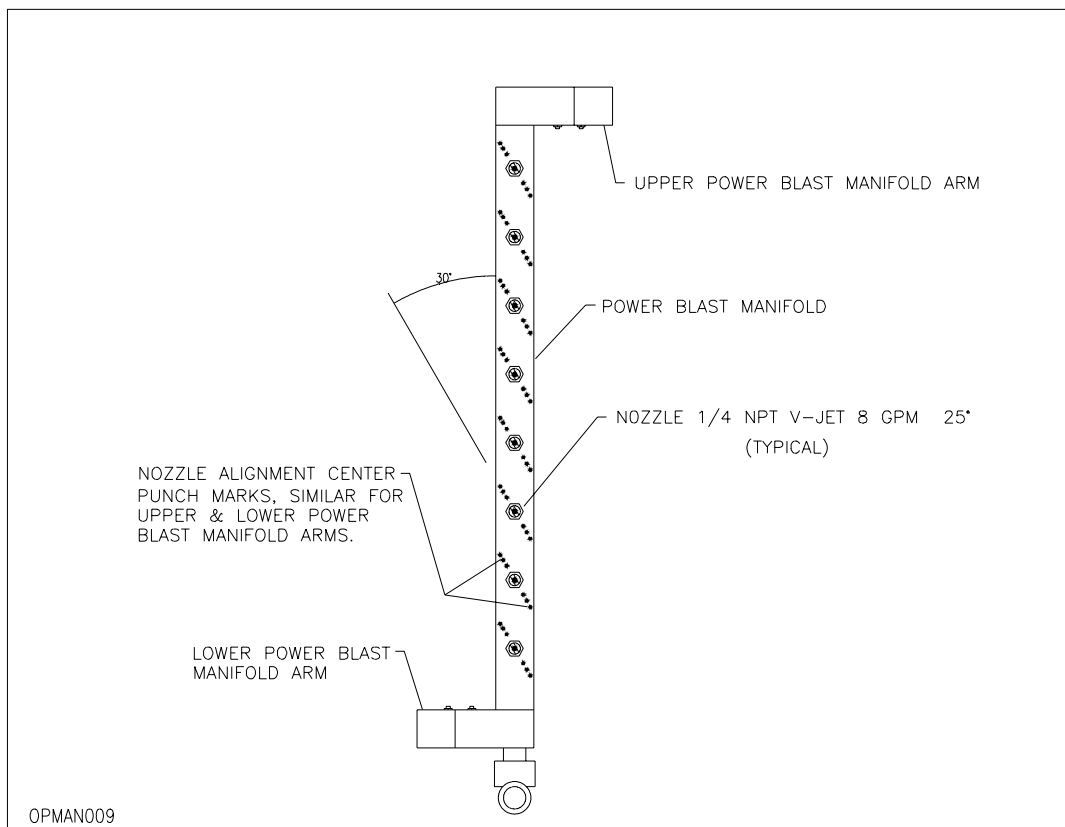 UPPER POWER BLAST MANIFOLD ARM
30°
POWER BLAST MANIFOLD
NOZZLE 1/4 NPT V-JET 8 GPM 25°
(TYPICAL)
NOZZLE ALIGNMENT CENTER
PUNCH MARKS, SIMILAR FOR
UPPER & LOWER POWER
BLAST MANIFOLD ARMS.
LOWER POWER BLAST
MANIFOLD ARM
OPMAN009